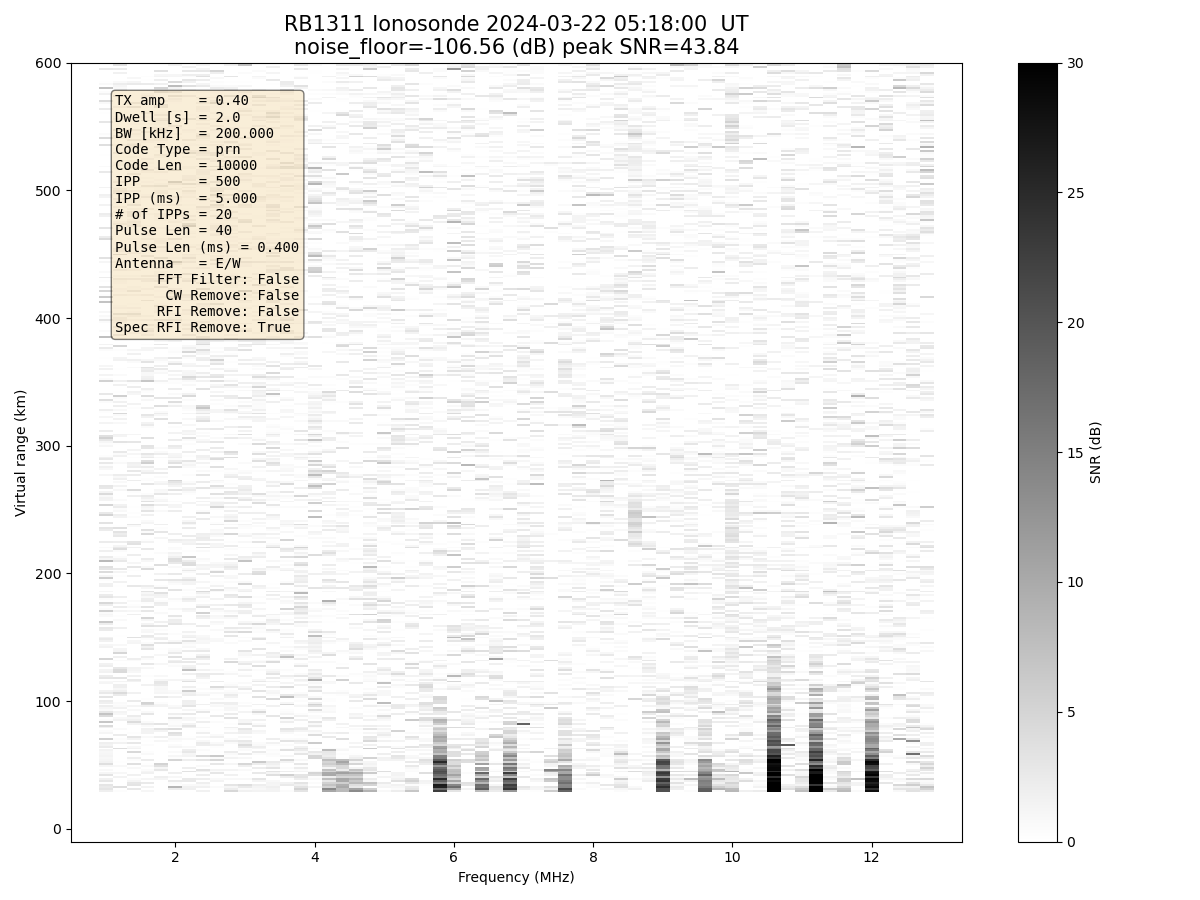 RB1311 Ionosonde 2024-03-22 05:18:00  UT
noise_floor=-106.56 (dB) peak SNR=43.84
TX amp    = 0.40
Dwell [s] = 2.0
BW [kHz]  = 200.000
Code Type = prn
Code Len  = 10000
IPP       = 500
IPP (ms)  = 5.000
# of IPPs = 20
Pulse Len = 40
Pulse Len (ms) = 0.400
Antenna   = E/W
FFT Filter: False
CW Remove: False
RFI Remove: False
Spec RFI Remove: True
600
500
400
300
200
100
0
Virtual range (km)
2 4 6 8 10 12
Frequency (MHz)
30
25
20
15
10
5
0
SNR (dB)